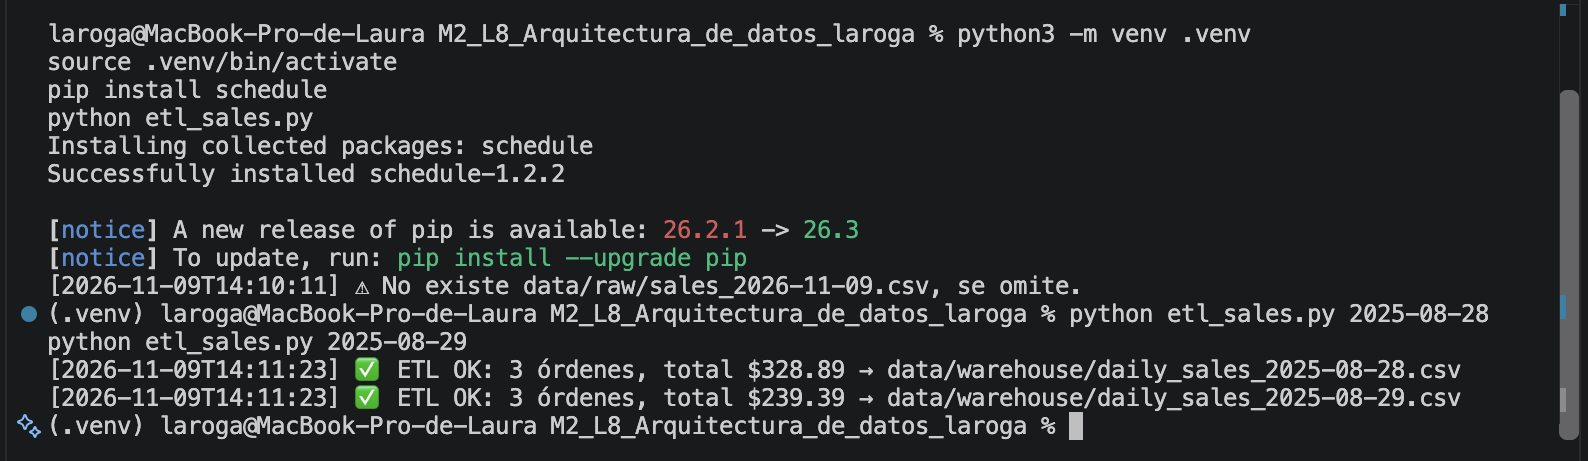 laroga@MacBook-Pro-de-Laura M2_L8_Arquitectura_de_datos_laroga % python3 -m venv .venv
source .venv/bin/activate
pip install schedule
python etl_sales.py
Installing collected packages: schedule
Successfully installed schedule-1.2.2
[notice] A new release of pip is available: 26.2.1 -> 26.3
[notice] To update, run: pip install --upgrade pip
[2026-11-09T14:10:11] ⚠ No existe data/raw/sales_2026-11-09.csv, se omite.
(.venv) laroga@MacBook-Pro-de-Laura M2_L8_Arquitectura_de_datos_laroga % python etl_sales.py 2025-08-28
python etl_sales.py 2025-08-29
[2026-11-09T14:11:23] ✅ ETL OK: 3 órdenes, total $328.89 → data/warehouse/daily_sales_2025-08-28.csv
[2026-11-09T14:11:23] ✅ ETL OK: 3 órdenes, total $239.39 → data/warehouse/daily_sales_2025-08-29.csv
(.venv) laroga@MacBook-Pro-de-Laura M2_L8_Arquitectura_de_datos_laroga %